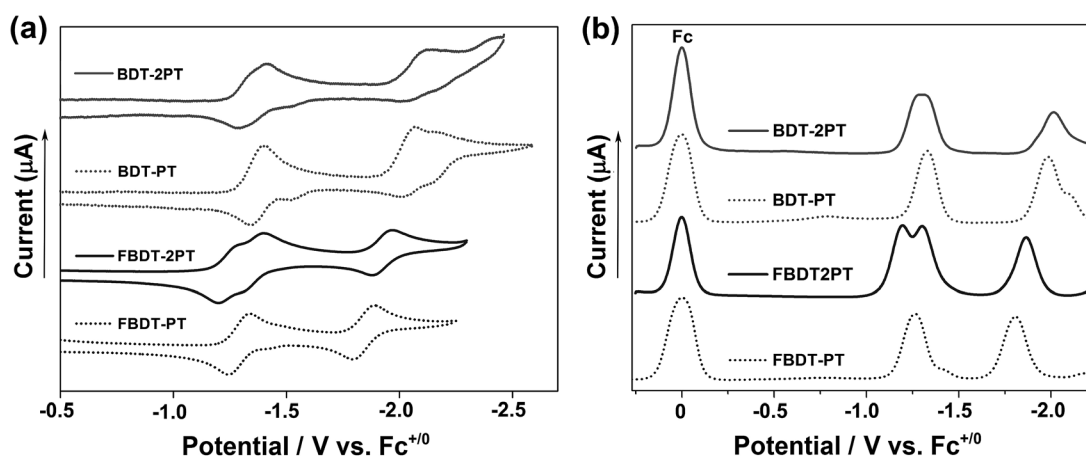 (a)
BDT-2PT
BDT-PT
FBDT-2PT
FBDT-PT
Current (μA)
-0.5 -1.0 -1.5 -2.0 -2.5
Potential / V vs. Fc+/0
(b)
Fc
BDT-2PT
BDT-PT
FBDT2PT
FBDT-PT
Current (μA)
0 -0.5 -1.0 -1.5 -2.0
Potential / V vs. Fc+/0